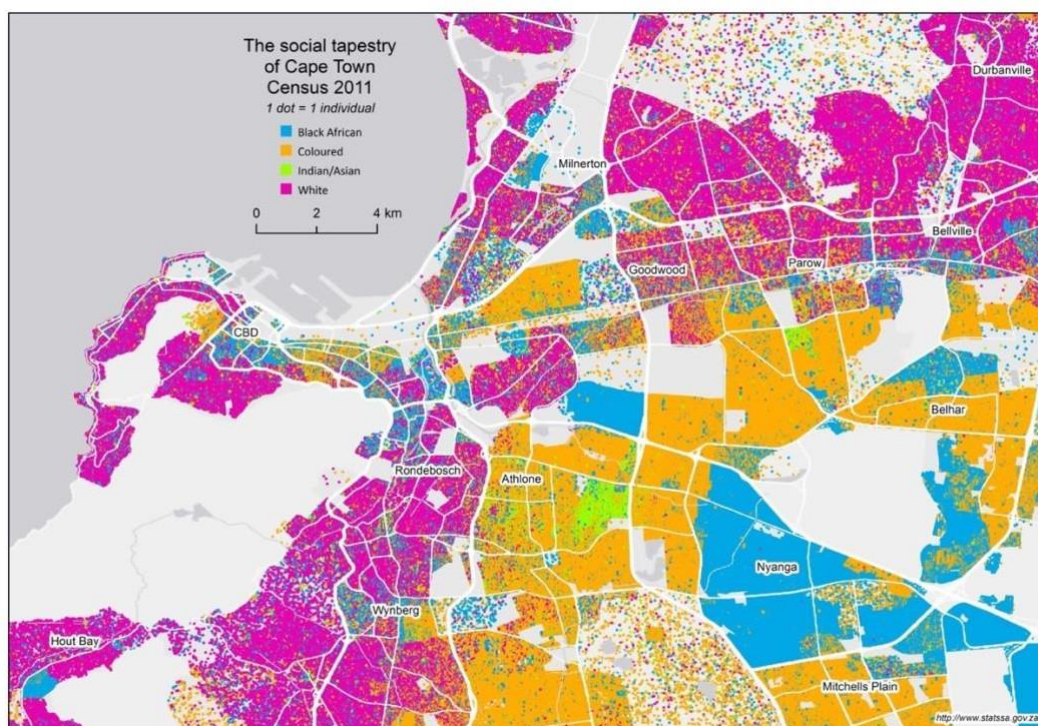 The social tapestry
of Cape Town
Census 2011
1 dot = 1 individual
Black African
Coloured
Indian/Asian
White
0 2 4 km
Durbanville
Milnerton
Bellville
Parow
Goodwood
CBD
Belhar
Rondebosch
Athlone
Nyanga
Wynberg
Hout Bay
Mitchells Plain
http://www.statssa.gov.za